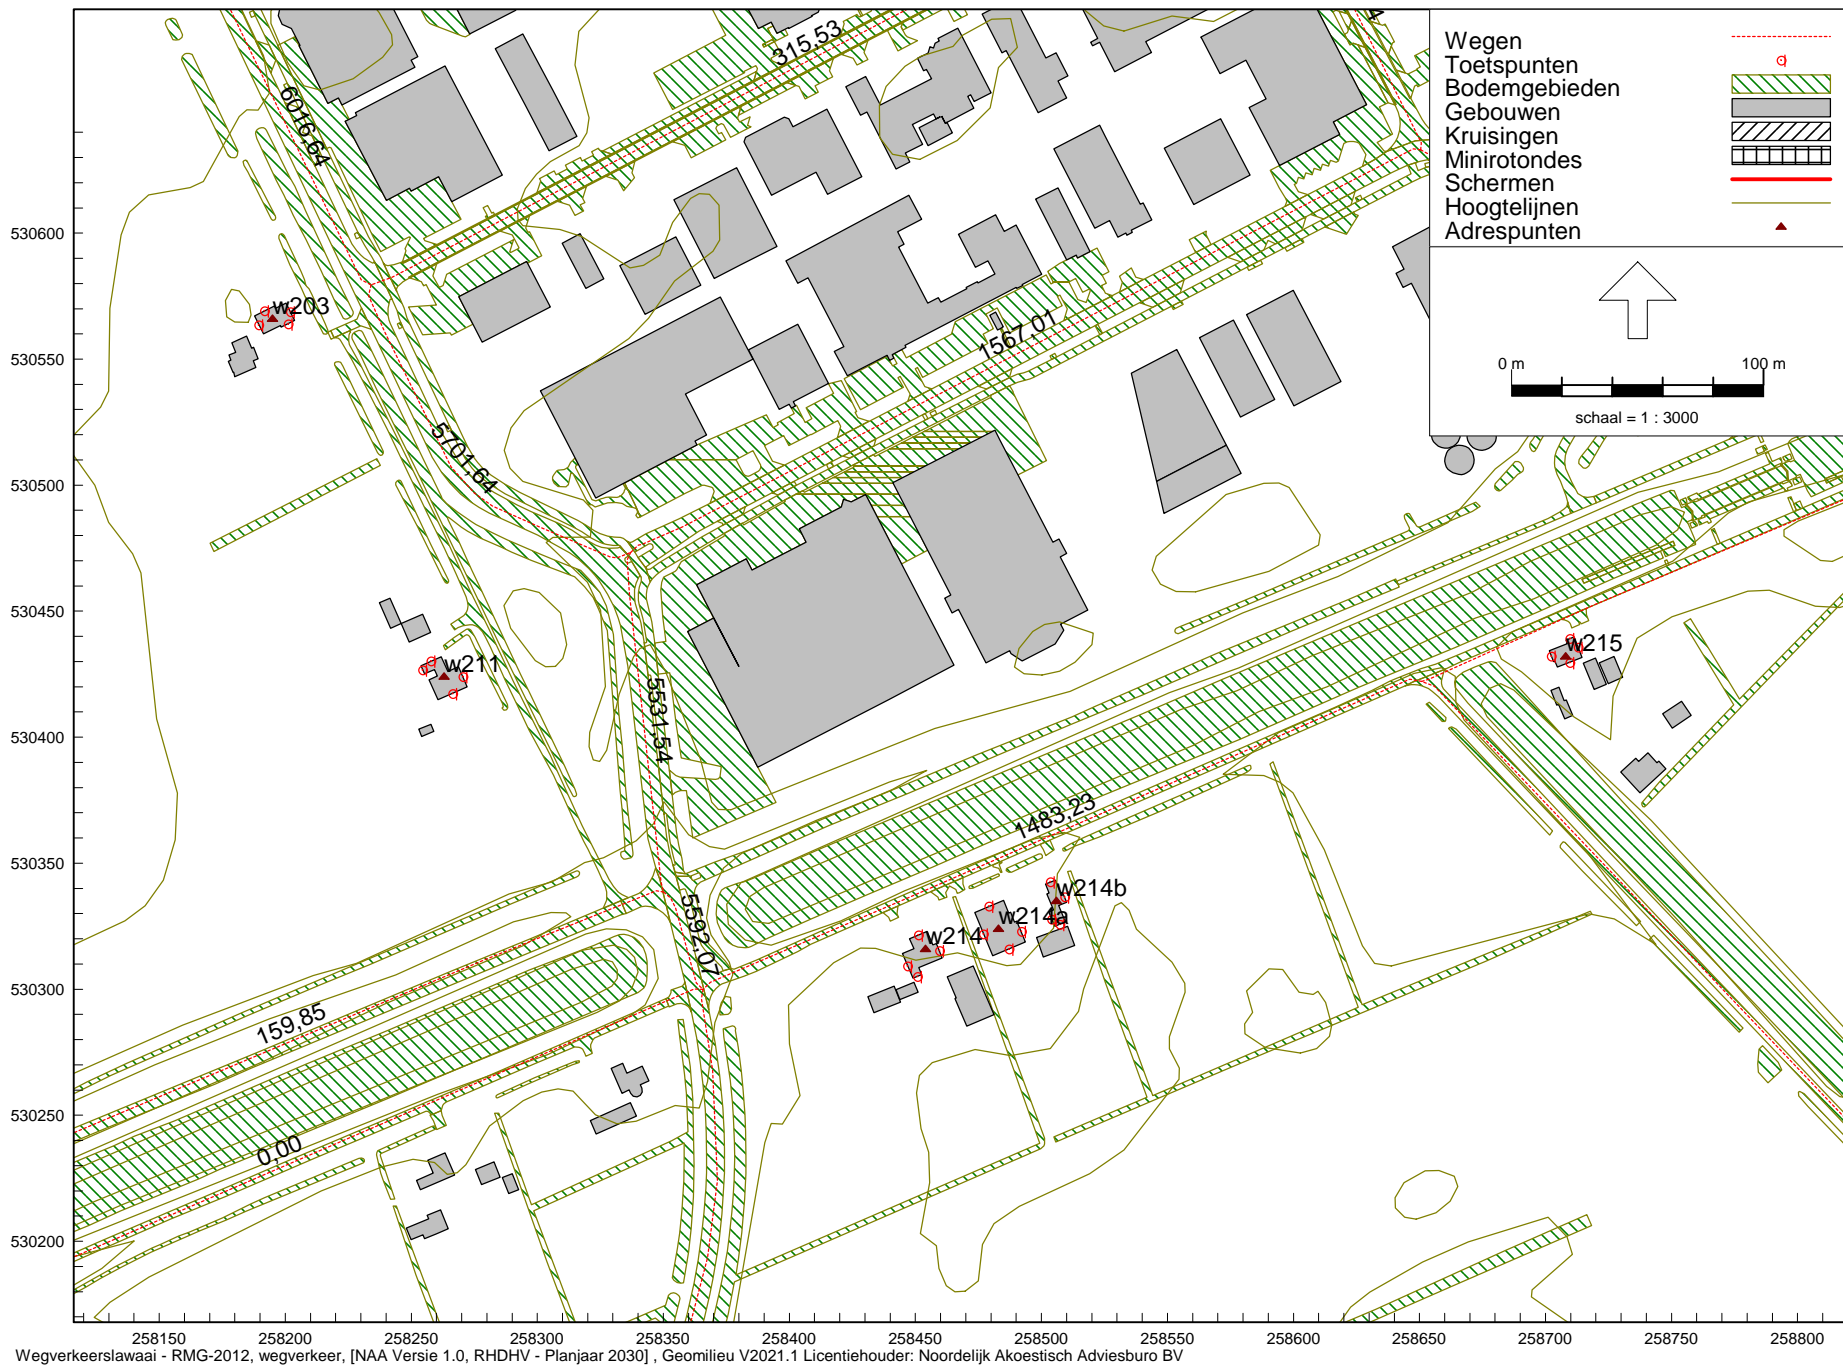 Wegen
Toetspunten
Bodemgebieden
Gebouwen
Kruisingen
Minirotondes
Schermen
Hoogtelijnen
Adrespunten
0 m 100 m
schaal = 1 : 3000
315,53
6016,64
4
530600
w203
1567,01
530550
5701,64
530500
530450
w211
w215
5531,54
530400
1483,23
530350
w214b
w214a
w214
5592,07
530300
159,85
530250
0,00
530200
258150 258200 258250 258300 258350 258400 258450 258500 258550 258600 258650 258700 258750 258800
Wegverkeerslawaai - RMG-2012, wegverkeer, [NAA Versie 1.0, RHDHV - Planjaar 2030] , Geomilieu V2021.1 Licentiehouder: Noordelijk Akoestisch Adviesburo BV